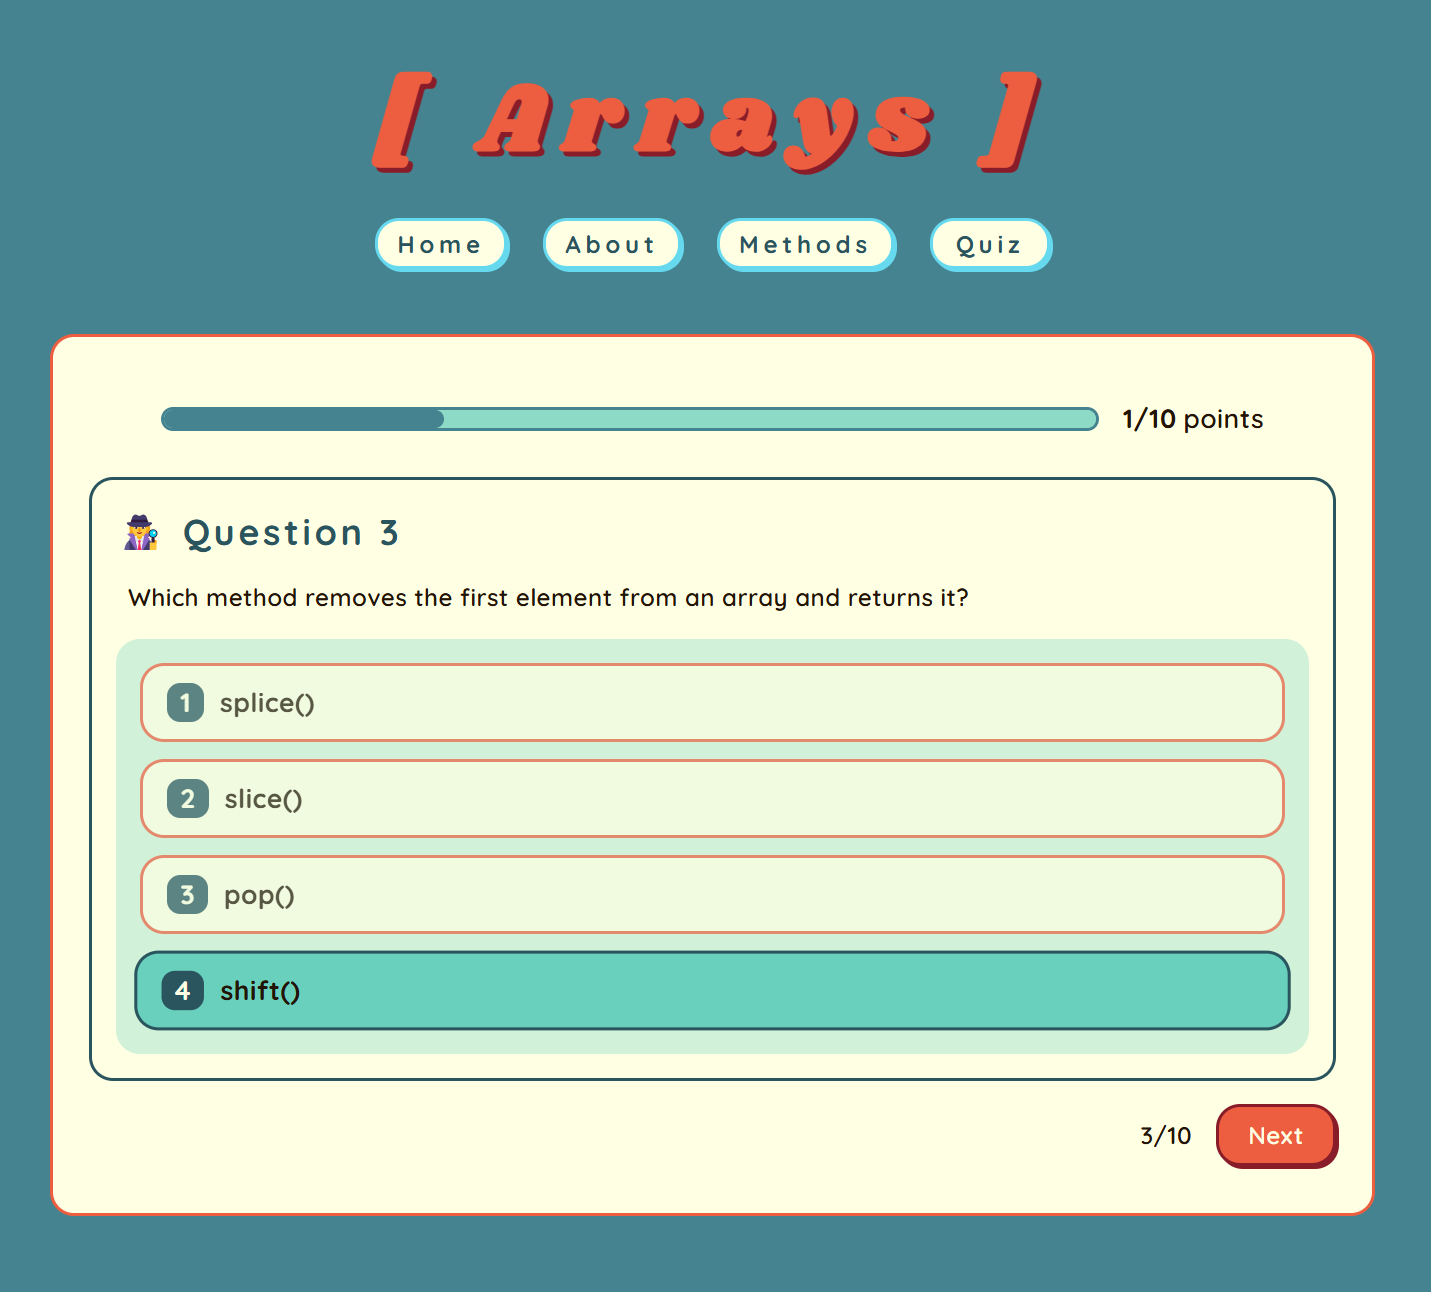 [ Arrays ]
Home About Methods Quiz
1/10 points
Question 3
Which method removes the first element from an array and returns it?
1 splice()
2 slice()
3 pop()
4 shift()
3/10 Next